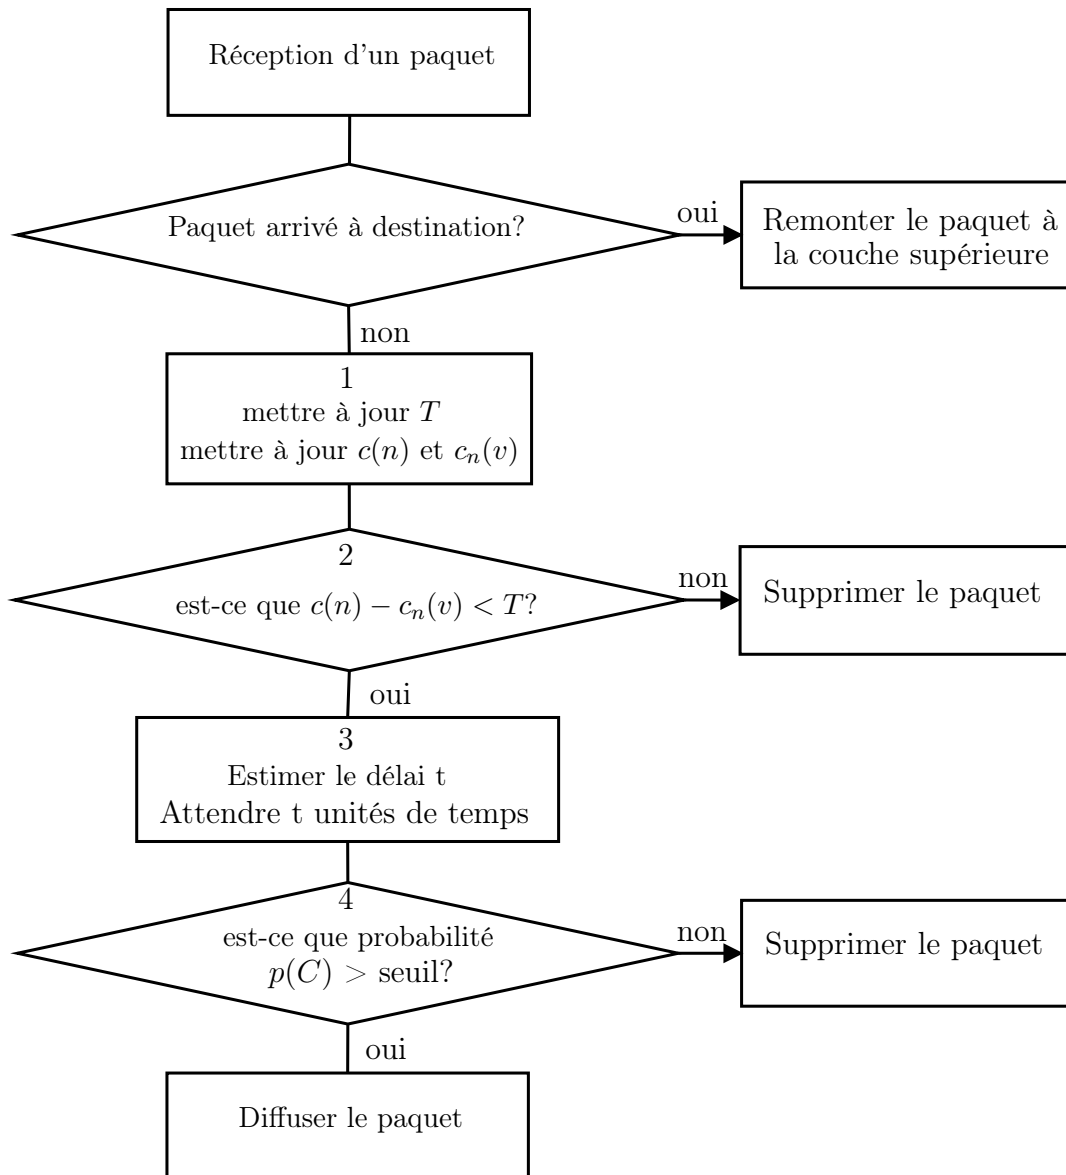 Réception d'un paquet
Paquet arrivé à destination?
oui
Remonter le paquet à
la couche supérieure
non
1
mettre à jour T
mettre à jour c(n) et cₙ(v)
2
est-ce que c(n) − cₙ(v) < T?
non
Supprimer le paquet
oui
3
Estimer le délai t
Attendre t unités de temps
4
est-ce que probabilité
p(C) > seuil?
non
Supprimer le paquet
oui
Diffuser le paquet